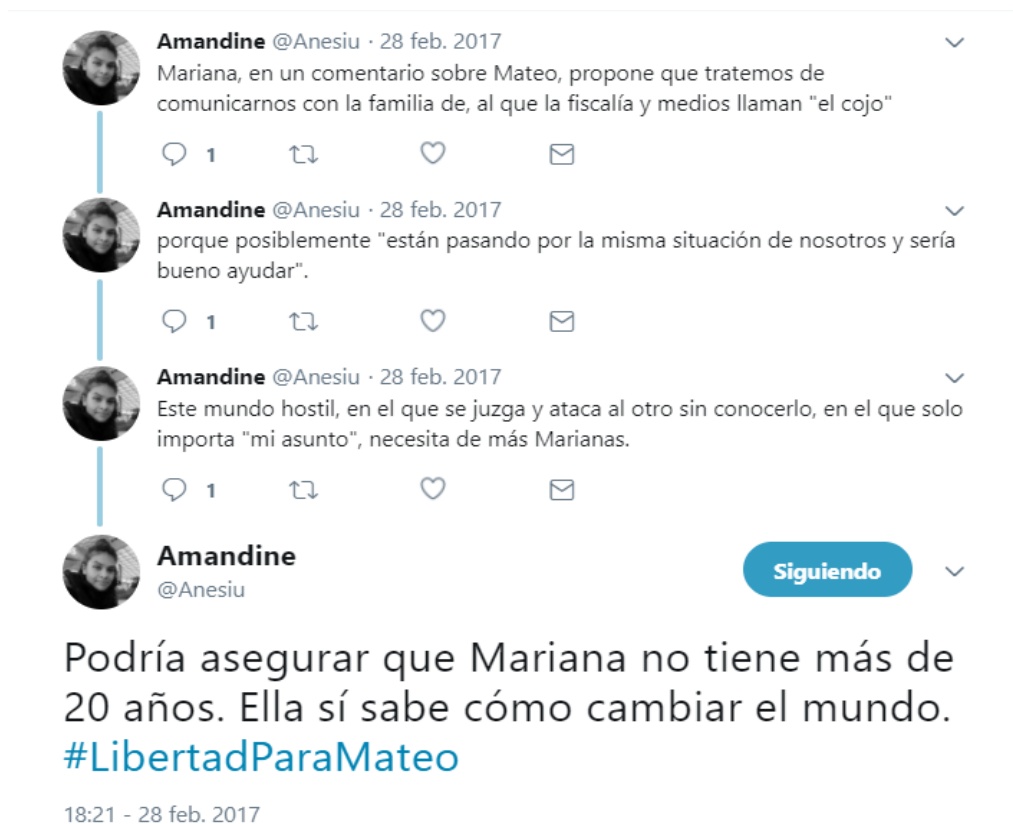 Amandine @Anesiu · 28 feb. 2017
Mariana, en un comentario sobre Mateo, propone que tratemos de
comunicarnos con la familia de, al que la fiscalía y medios llaman "el cojo"
1
Amandine @Anesiu · 28 feb. 2017
porque posiblemente "están pasando por la misma situación de nosotros y sería
bueno ayudar".
1
Amandine @Anesiu · 28 feb. 2017
Este mundo hostil, en el que se juzga y ataca al otro sin conocerlo, en el que solo
importa "mi asunto", necesita de más Marianas.
1
Amandine
@Anesiu
Siguiendo
Podría asegurar que Mariana no tiene más de
20 años. Ella sí sabe cómo cambiar el mundo.
#LibertadParaMateo
18:21 - 28 feb. 2017